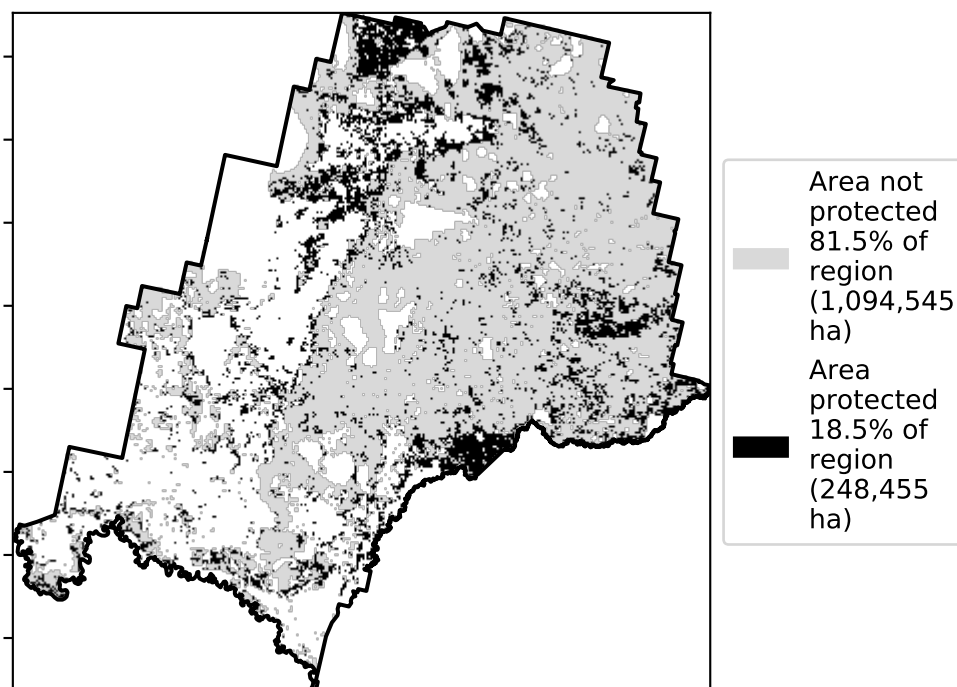 Area not
protected
81.5% of
region
(1,094,545
ha)
Area
protected
18.5% of
region
(248,455
ha)